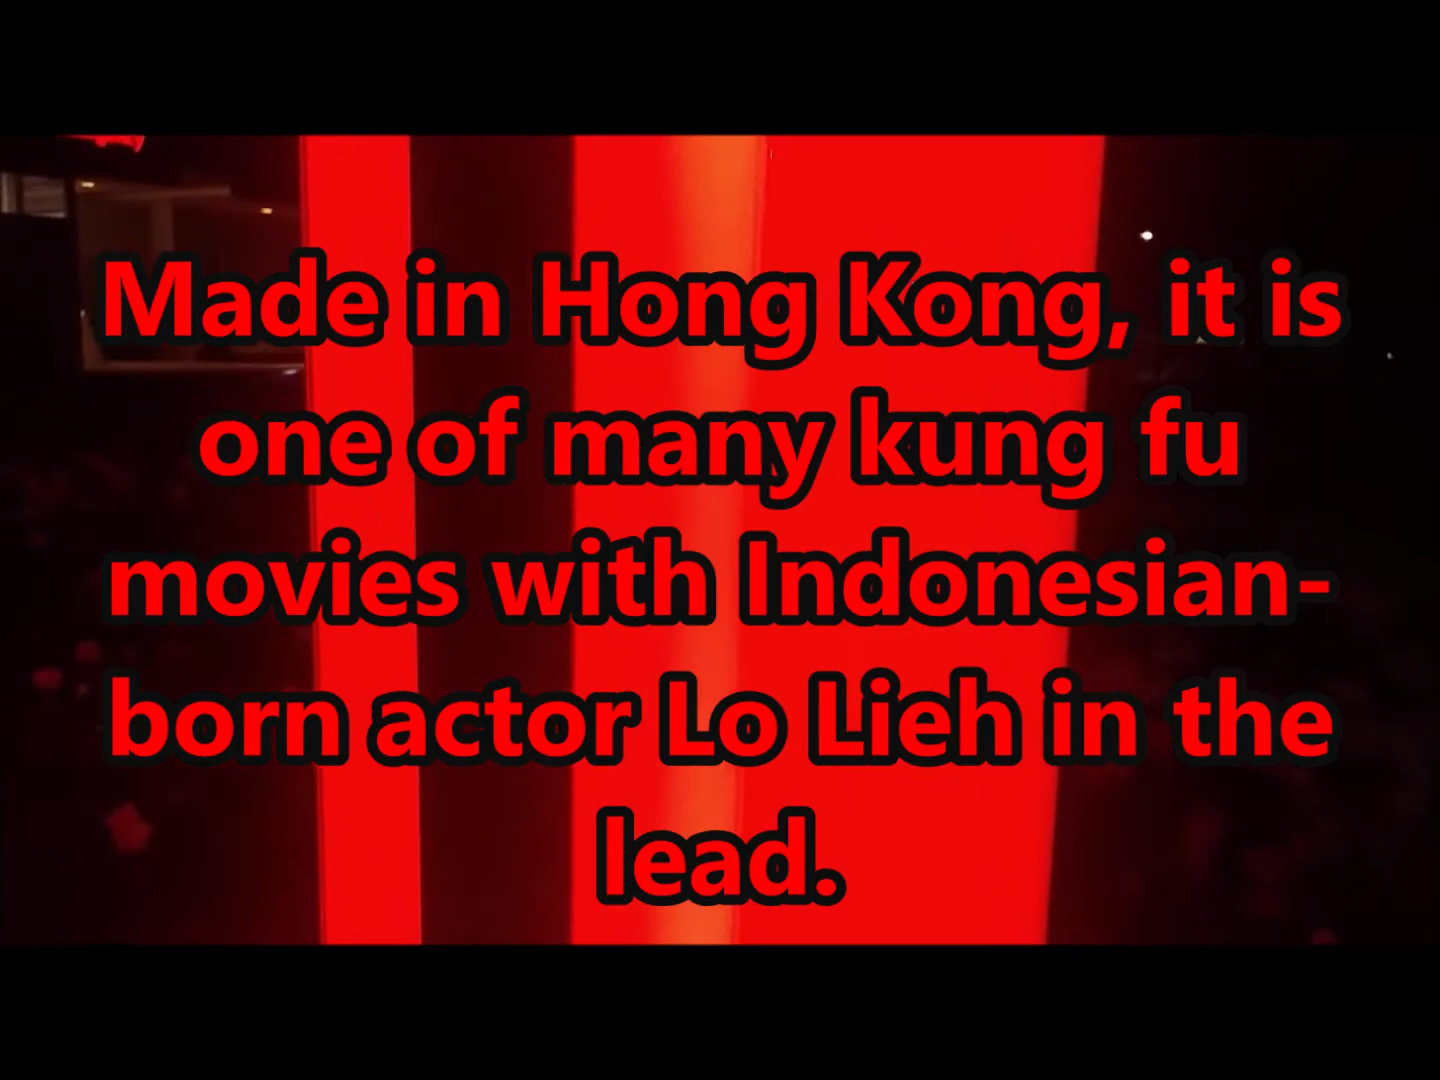 Made in Hong Kong, it is
one of many kung fu
movies with Indonesian-
born actor Lo Lieh in the
lead.